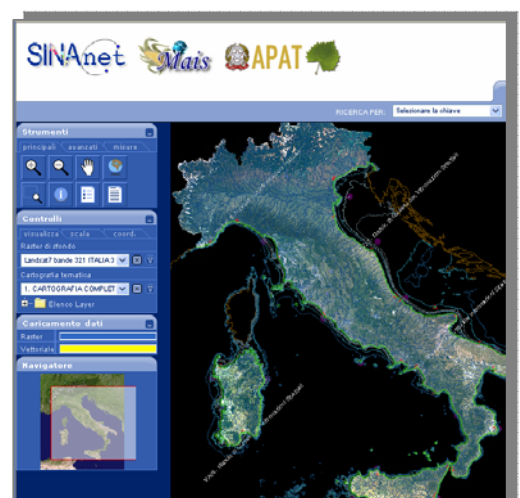 SINAnet Mais APAT
RICERCA PER: Selezionare la chiave
Strumenti
principali avanzati misure
Controlli
visualizza scala coord.
Raster di sfondo
Landsat7 bande 321 ITALIA 3
Cartografia tematica
1. CARTOGRAFIA COMPLET
Elenco Layer
Caricamento dati
Raster
Vettoriale
Navigatore